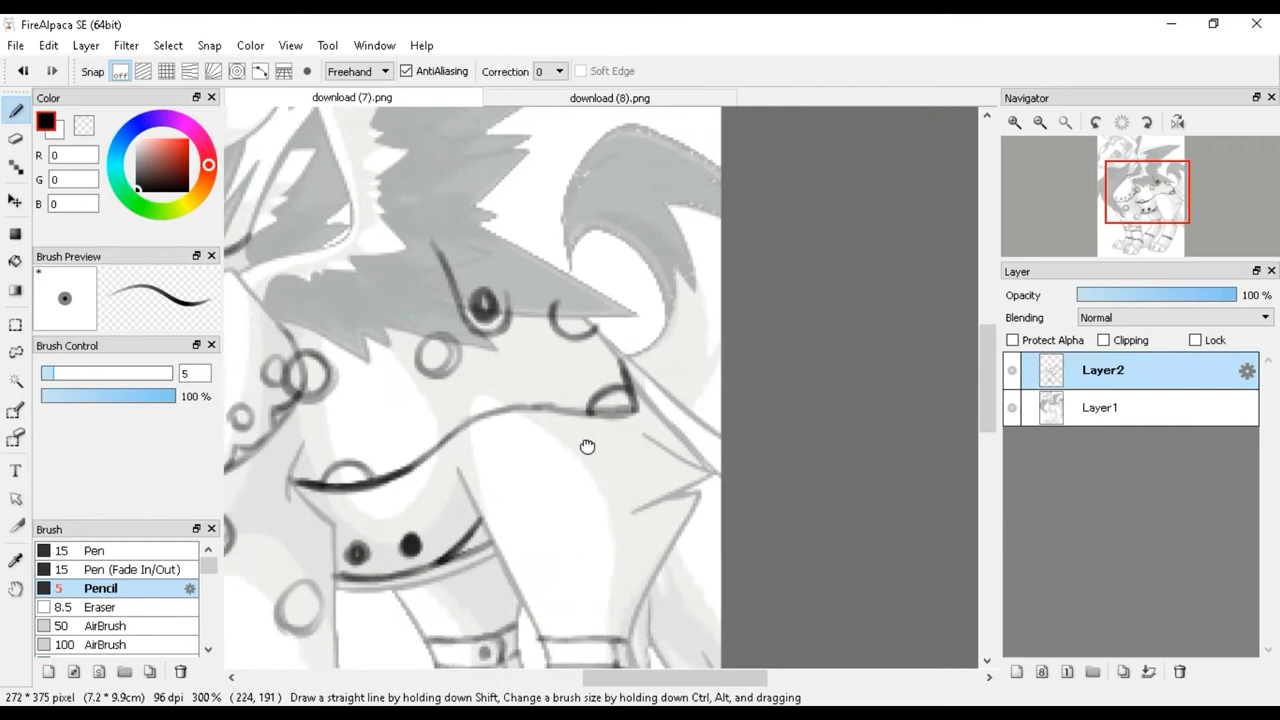 FireAlpaca SE (64bit)
File Edit Layer Filter Select Snap Color View Tool Window Help
Snap off Freehand AntiAliasing Correction 0 Soft Edge
Color
download (7).png
download (8).png
Navigator
R 0
G 0
B 0
Brush Preview
*
Layer
Opacity 100 %
Blending Normal
Protect Alpha Clipping Lock
Brush Control
5
100 %
Layer2
Layer1
Brush
15 Pen
15 Pen (Fade In/Out)
5 Pencil
8.5 Eraser
50 AirBrush
100 AirBrush
272 * 375 pixel (7.2 * 9.9cm) 96 dpi 300 % ( 224, 191 ) Draw a straight line by holding down Shift, Change a brush size by holding down Ctrl, Alt, and dragging